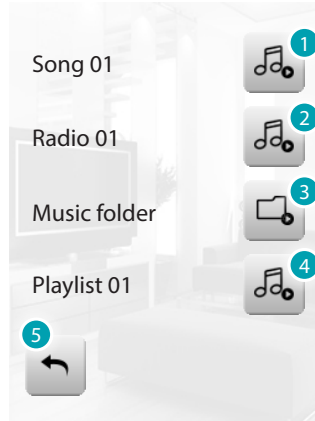 Song 01 1
Radio 01 2
Music folder 3
Playlist 01 4
5